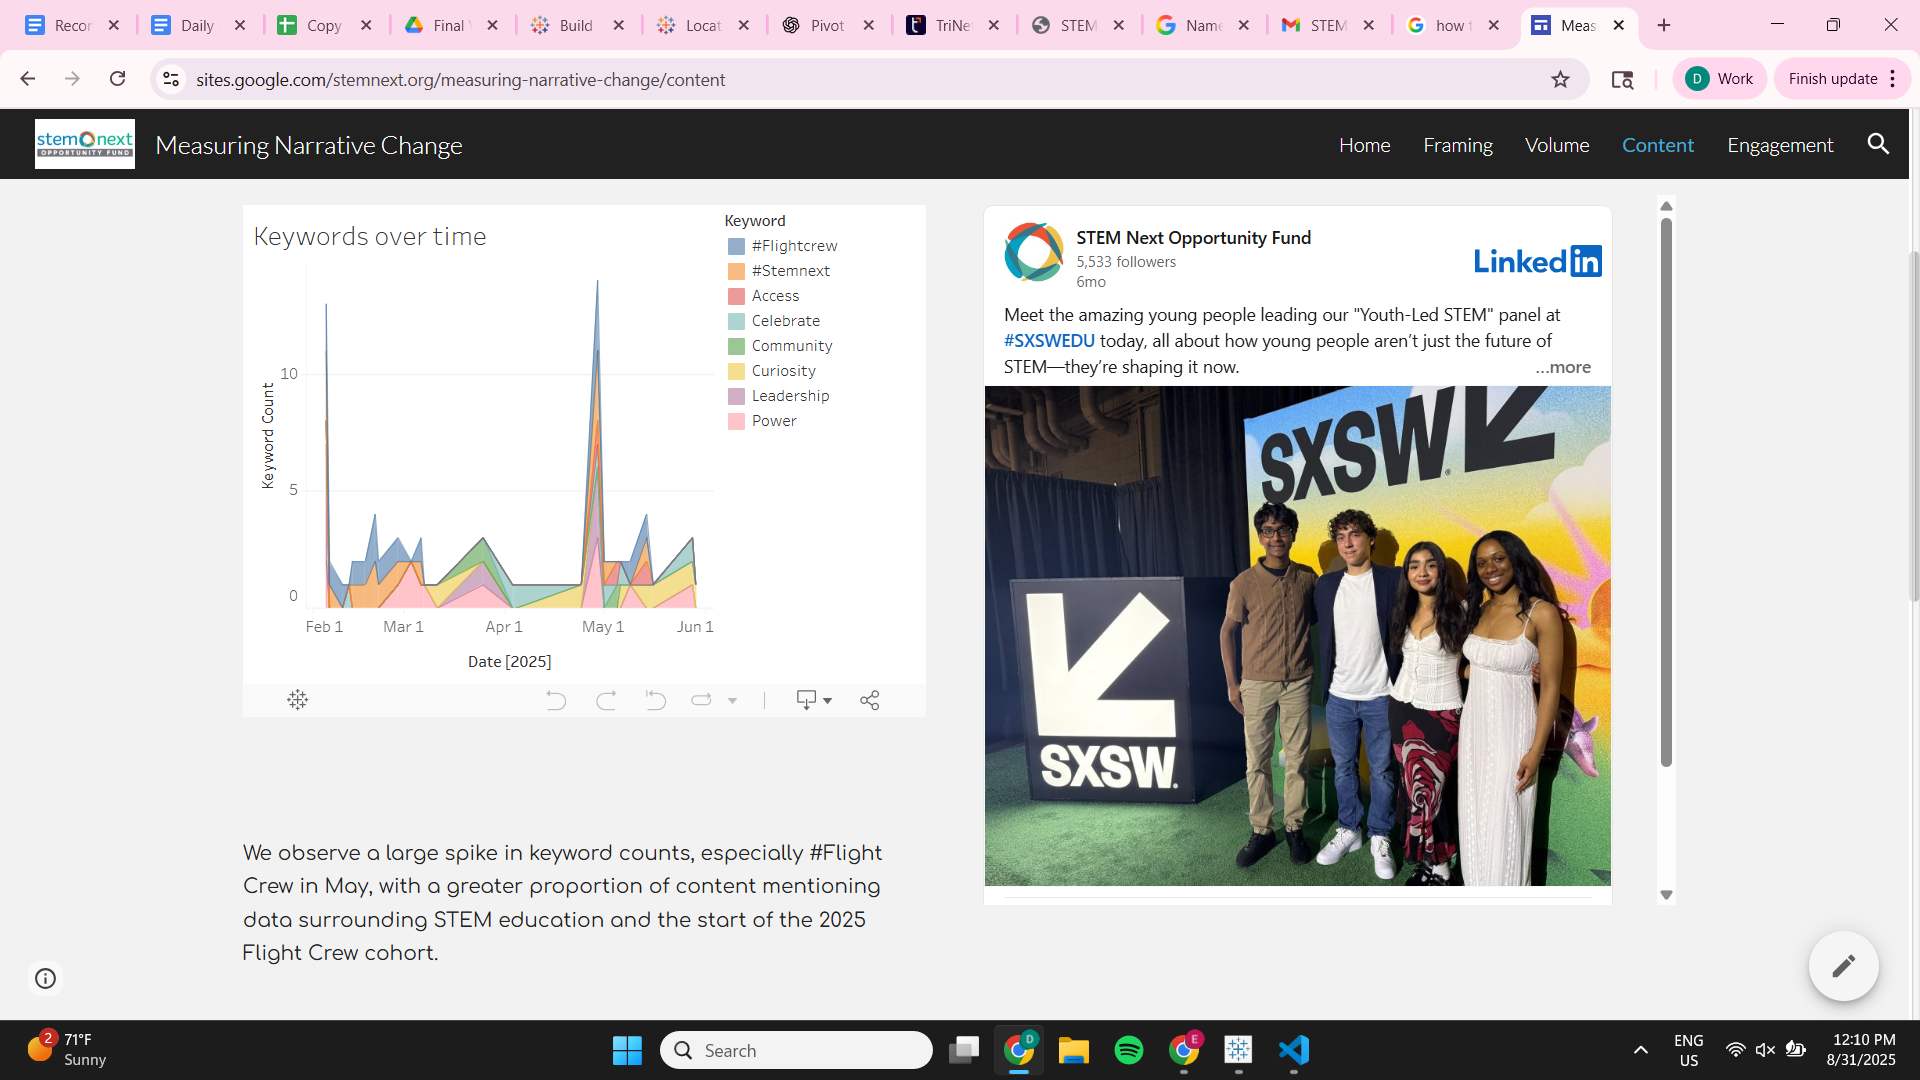 Recor
Daily
Copy
Final
Build
Locat
Pivot
TriNe
STEM
Name
STEM
how t
Meas
sites.google.com/stemnext.org/measuring-narrative-change/content
D
Work
Finish update
stem next
OPPORTUNITY FUND
Measuring Narrative Change
Home
Framing
Volume
Content
Engagement
Keywords over time
Keyword
#Flightcrew
#Stemnext
Access
Celebrate
Community
Curiosity
Leadership
Power
Keyword Count
10
5
0
Feb 1
Mar 1
Apr 1
May 1
Jun 1
Date [2025]
We observe a large spike in keyword counts, especially #Flight
Crew in May, with a greater proportion of content mentioning
data surrounding STEM education and the start of the 2025
Flight Crew cohort.
STEM Next Opportunity Fund
5,533 followers
6mo
Linked in
Meet the amazing young people leading our "Youth-Led STEM" panel at
#SXSWEDU today, all about how young people aren’t just the future of
STEM—they’re shaping it now.
...more
SXSW
SXSW.
2
71°F
Sunny
Search
D
E
ENG
US
12:10 PM
8/31/2025